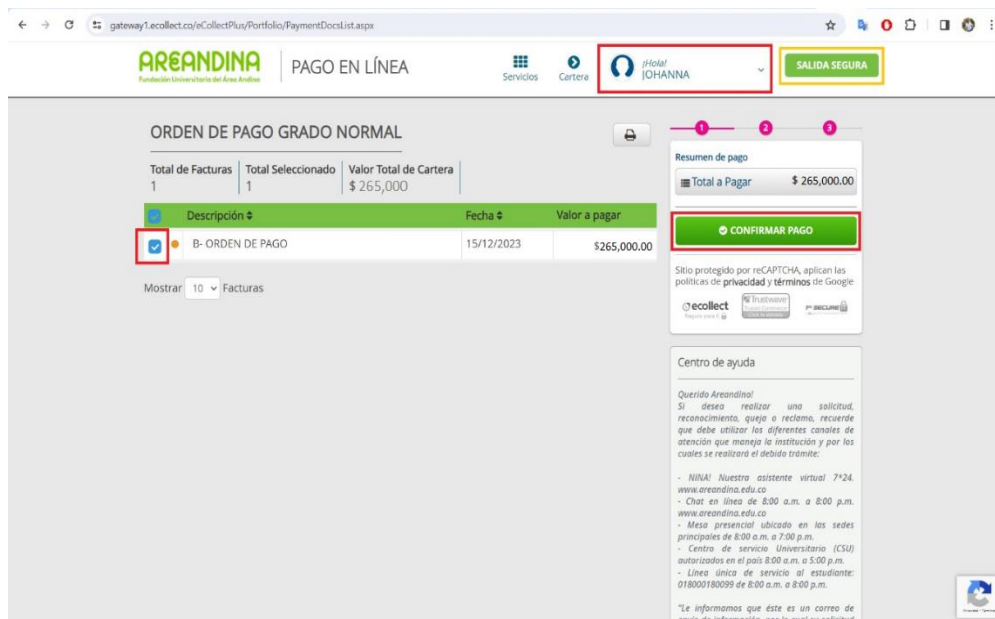 gateway1.ecollect.co/eCollectPlus/Portfolio/PaymentDocsList.aspx
AREANDINA
Fundación Universitaria del Área Andina
PAGO EN LÍNEA
Servicios
Cartera
¡Hola!
JOHANNA
SALIDA SEGURA
ORDEN DE PAGO GRADO NORMAL
Total de Facturas
1
Total Seleccionado
1
Valor Total de Cartera
$ 265,000
Descripción
Fecha
Valor a pagar
B- ORDEN DE PAGO
15/12/2023
$265,000.00
Mostrar 10 Facturas
1 2 3
Resumen de pago
Total a Pagar $ 265,000.00
CONFIRMAR PAGO
Sitio protegido por reCAPTCHA, aplican las
políticas de privacidad y términos de Google
ecollect
Trustwave
SECURE
Centro de ayuda
Querido Areandino!
Si desea realizar una solicitud,
reconocimiento, queja o reclamo, recuerde
que debe utilizar los diferentes canales de
atención que maneja la institución y por los
cuales se realizará el debido trámite:
- NINA! Nuestra asistente virtual 7*24.
www.areandina.edu.co
- Chat en línea de 8:00 a.m. a 8:00 p.m.
www.areandina.edu.co
- Mesa presencial ubicado en las sedes
principales de 8:00 a.m. a 7:00 p.m.
- Centro de servicio Universitario (CSU)
autorizados en el país 8:00 a.m. a 5:00 p.m.
- Línea única de servicio al estudiante:
018000180099 de 8:00 a.m. a 8:00 p.m.
"Le informamos que éste es un correo de